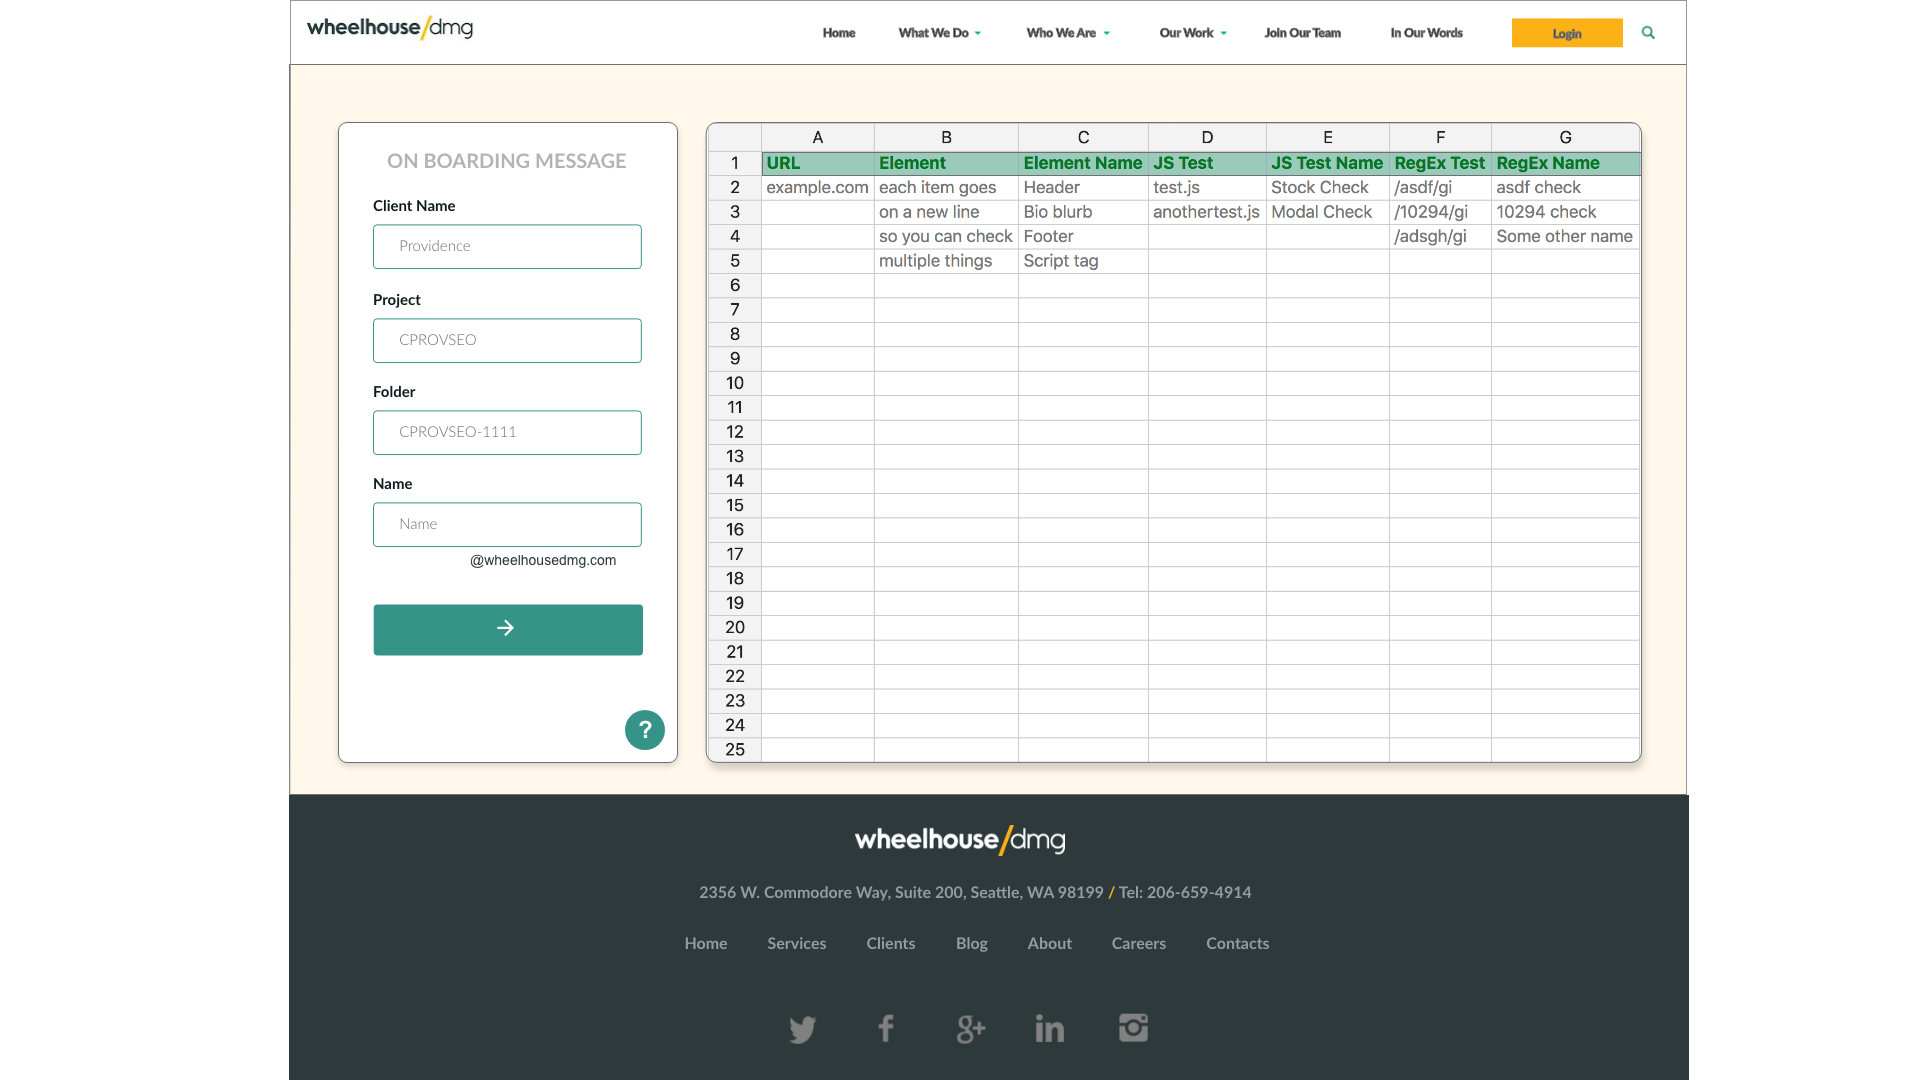 wheelhouse/dmg
Home What We Do Who We Are Our Work Join Our Team In Our Words Login
ON BOARDING MESSAGE
Client Name
Providence
Project
CPROVSEO
Folder
CPROVSEO-1111
Name
Name
@wheelhousedmg.com
?
A B C D E F G
1 URL Element Element Name JS Test JS Test Name RegEx Test RegEx Name
2 example.com each item goes Header test.js Stock Check /asdf/gi asdf check
3 on a new line Bio blurb anothertest.js Modal Check /10294/gi 10294 check
4 so you can check Footer /adsgh/gi Some other name
5 multiple things Script tag
6
7
8
9
10
11
12
13
14
15
16
17
18
19
20
21
22
23
24
25
wheelhouse/dmg
2356 W. Commodore Way, Suite 200, Seattle, WA 98199 / Tel: 206-659-4914
Home Services Clients Blog About Careers Contacts
f g+ in